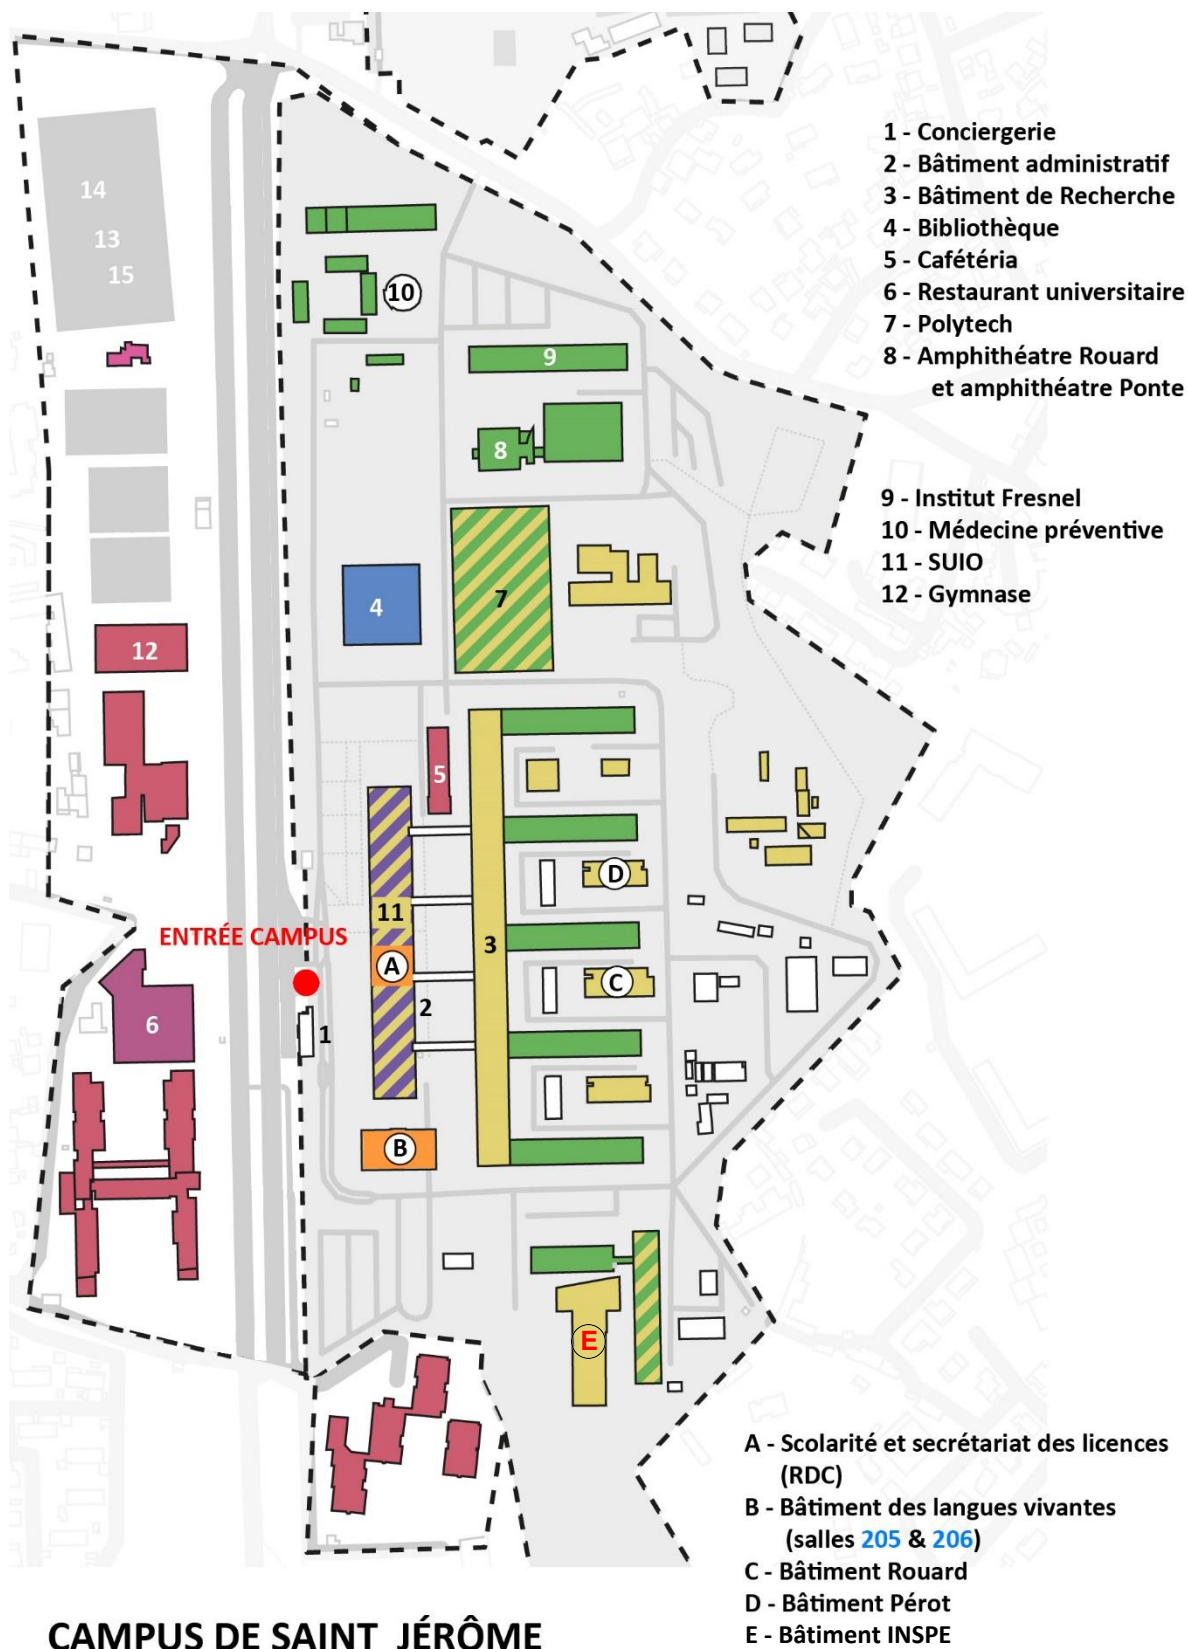 1 - Conciergerie
2 - Bâtiment administratif
3 - Bâtiment de Recherche
4 - Bibliothèque
5 - Cafétéria
6 - Restaurant universitaire
7 - Polytech
8 - Amphithéatre Rouard
et amphithéatre Ponte
9 - Institut Fresnel
10 - Médecine préventive
11 - SUIO
12 - Gymnase
14
13
15
10
9
8
7
4
12
5
D
11
ENTRÉE CAMPUS
3
A
C
2
6
1
B
E
A - Scolarité et secrétariat des licences
(RDC)
B - Bâtiment des langues vivantes
(salles 205 & 206)
C - Bâtiment Rouard
D - Bâtiment Pérot
E - Bâtiment INSPE
CAMPUS DE SAINT JÉRÔME